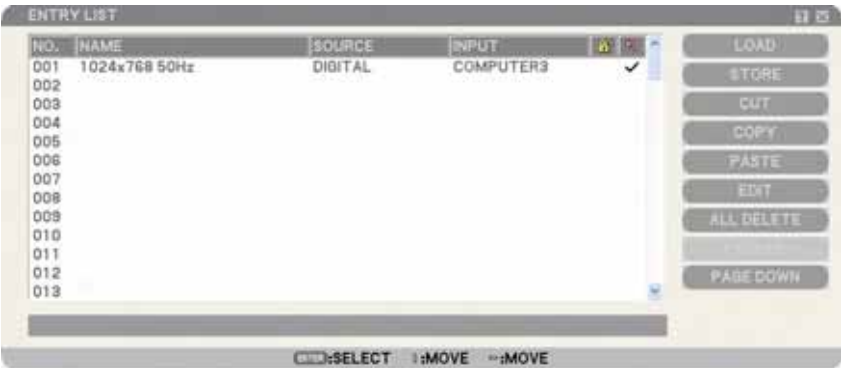 ENTRY LIST
NO. NAME SOURCE INPUT
001 1024x768 50Hz DIGITAL COMPUTER3
002
003
004
005
006
007
008
009
010
011
012
013
LOAD
STORE
CUT
COPY
PASTE
EDIT
ALL DELETE
PAGE DOWN
:SELECT :MOVE :MOVE